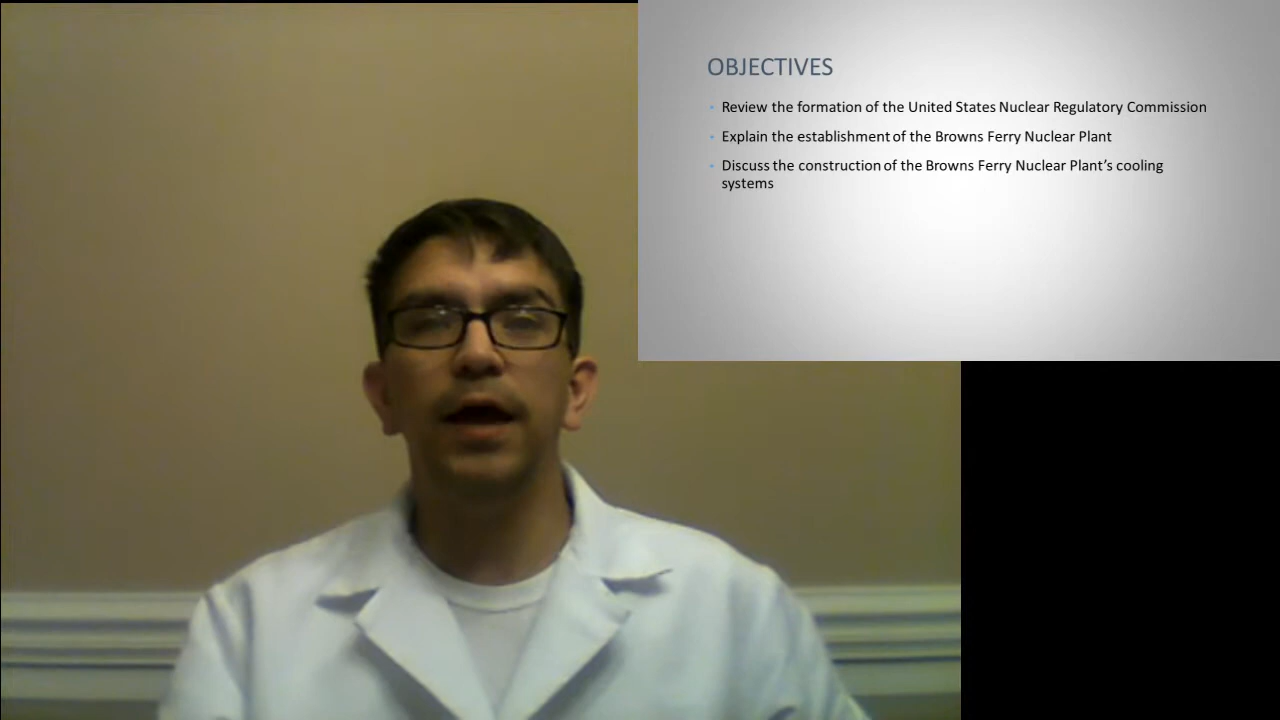 OBJECTIVES
Review the formation of the United States Nuclear Regulatory Commission
Explain the establishment of the Browns Ferry Nuclear Plant
Discuss the construction of the Browns Ferry Nuclear Plant’s cooling
systems